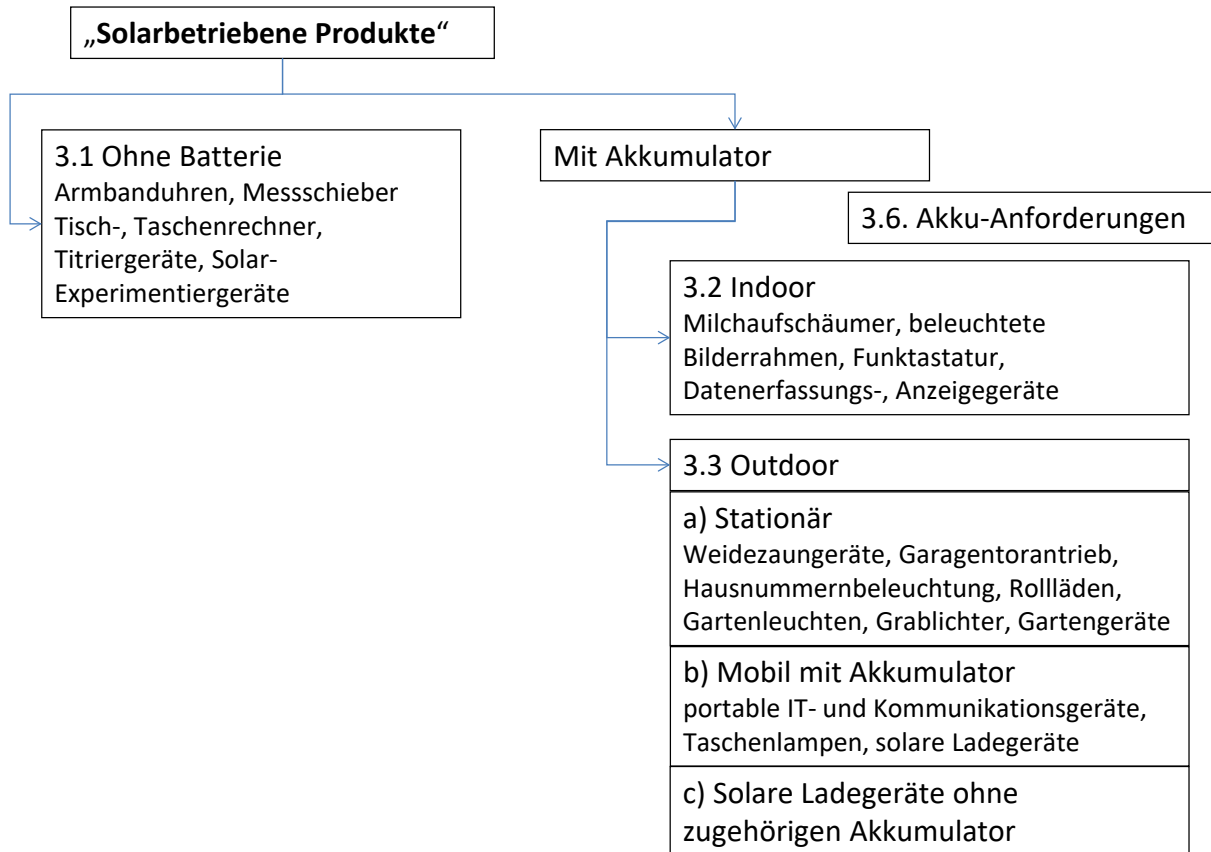 „Solarbetriebene Produkte“
3.1 Ohne Batterie
Armbanduhren, Messschieber
Tisch-, Taschenrechner,
Titriergeräte, Solar-
Experimentiergeräte
Mit Akkumulator
3.6. Akku-Anforderungen
3.2 Indoor
Milchaufschäumer, beleuchtete
Bilderrahmen, Funktastatur,
Datenerfassungs-, Anzeigegeräte
3.3 Outdoor
a) Stationär
Weidezaungeräte, Garagentorantrieb,
Hausnummernbeleuchtung, Rollläden,
Gartenleuchten, Grablichter, Gartengeräte
b) Mobil mit Akkumulator
portable IT- und Kommunikationsgeräte,
Taschenlampen, solare Ladegeräte
c) Solare Ladegeräte ohne
zugehörigen Akkumulator